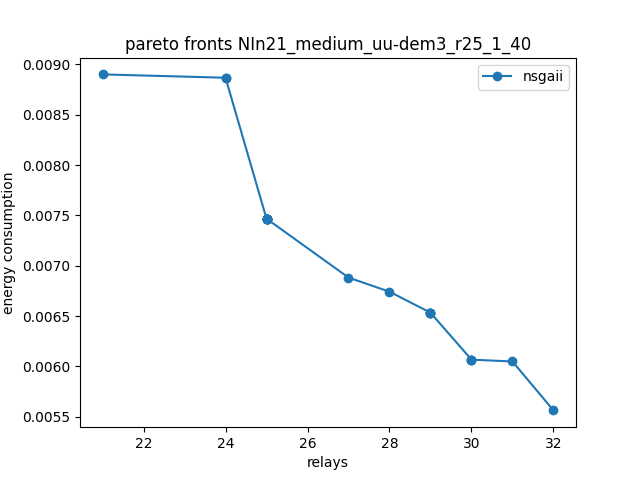 pareto fronts NIn21_medium_uu-dem3_r25_1_40
nsgaii
0.0090
0.0085
0.0080
0.0075
0.0070
0.0065
0.0060
0.0055
energy consumption
22 24 26 28 30 32
relays